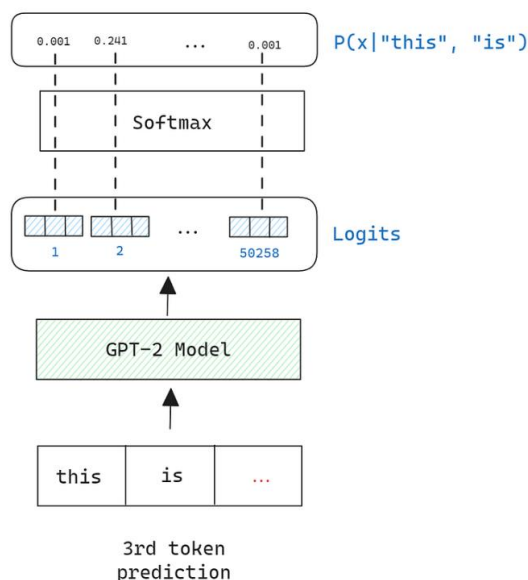 0.001 0.241 ... 0.001 P(x|"this", "is")
Softmax
... Logits
1 2 50258
GPT-2 Model
this is ...
3rd token
prediction